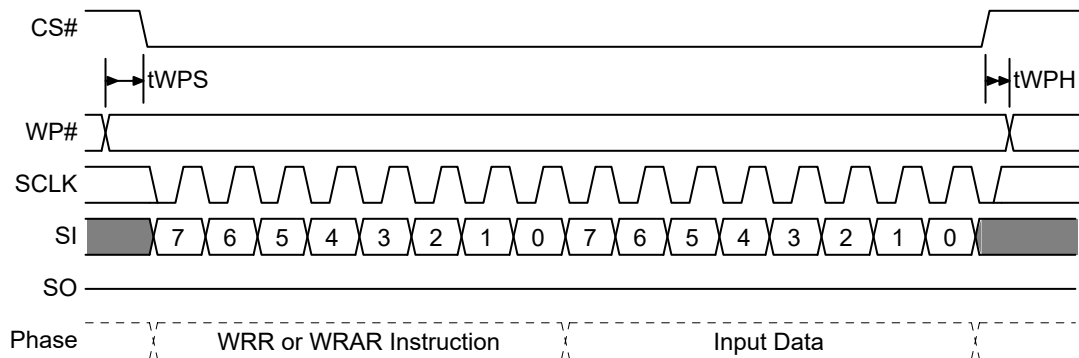 CS#
tWPS
tWPH
WP#
SCLK
SI 7 6 5 4 3 2 1 0 7 6 5 4 3 2 1 0
SO
Phase WRR or WRAR Instruction Input Data